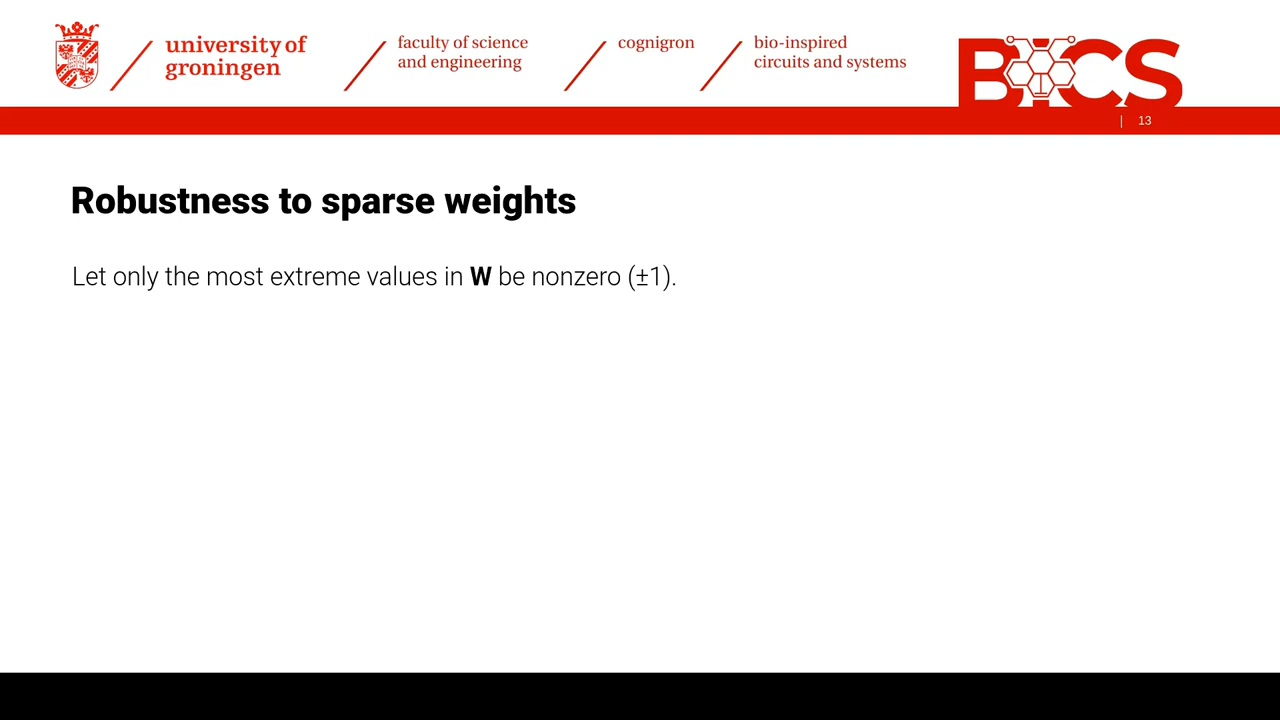 university of
groningen
faculty of science
and engineering
cognigron
bio-inspired
circuits and systems
BICS
| 13
Robustness to sparse weights
Let only the most extreme values in W be nonzero (±1).